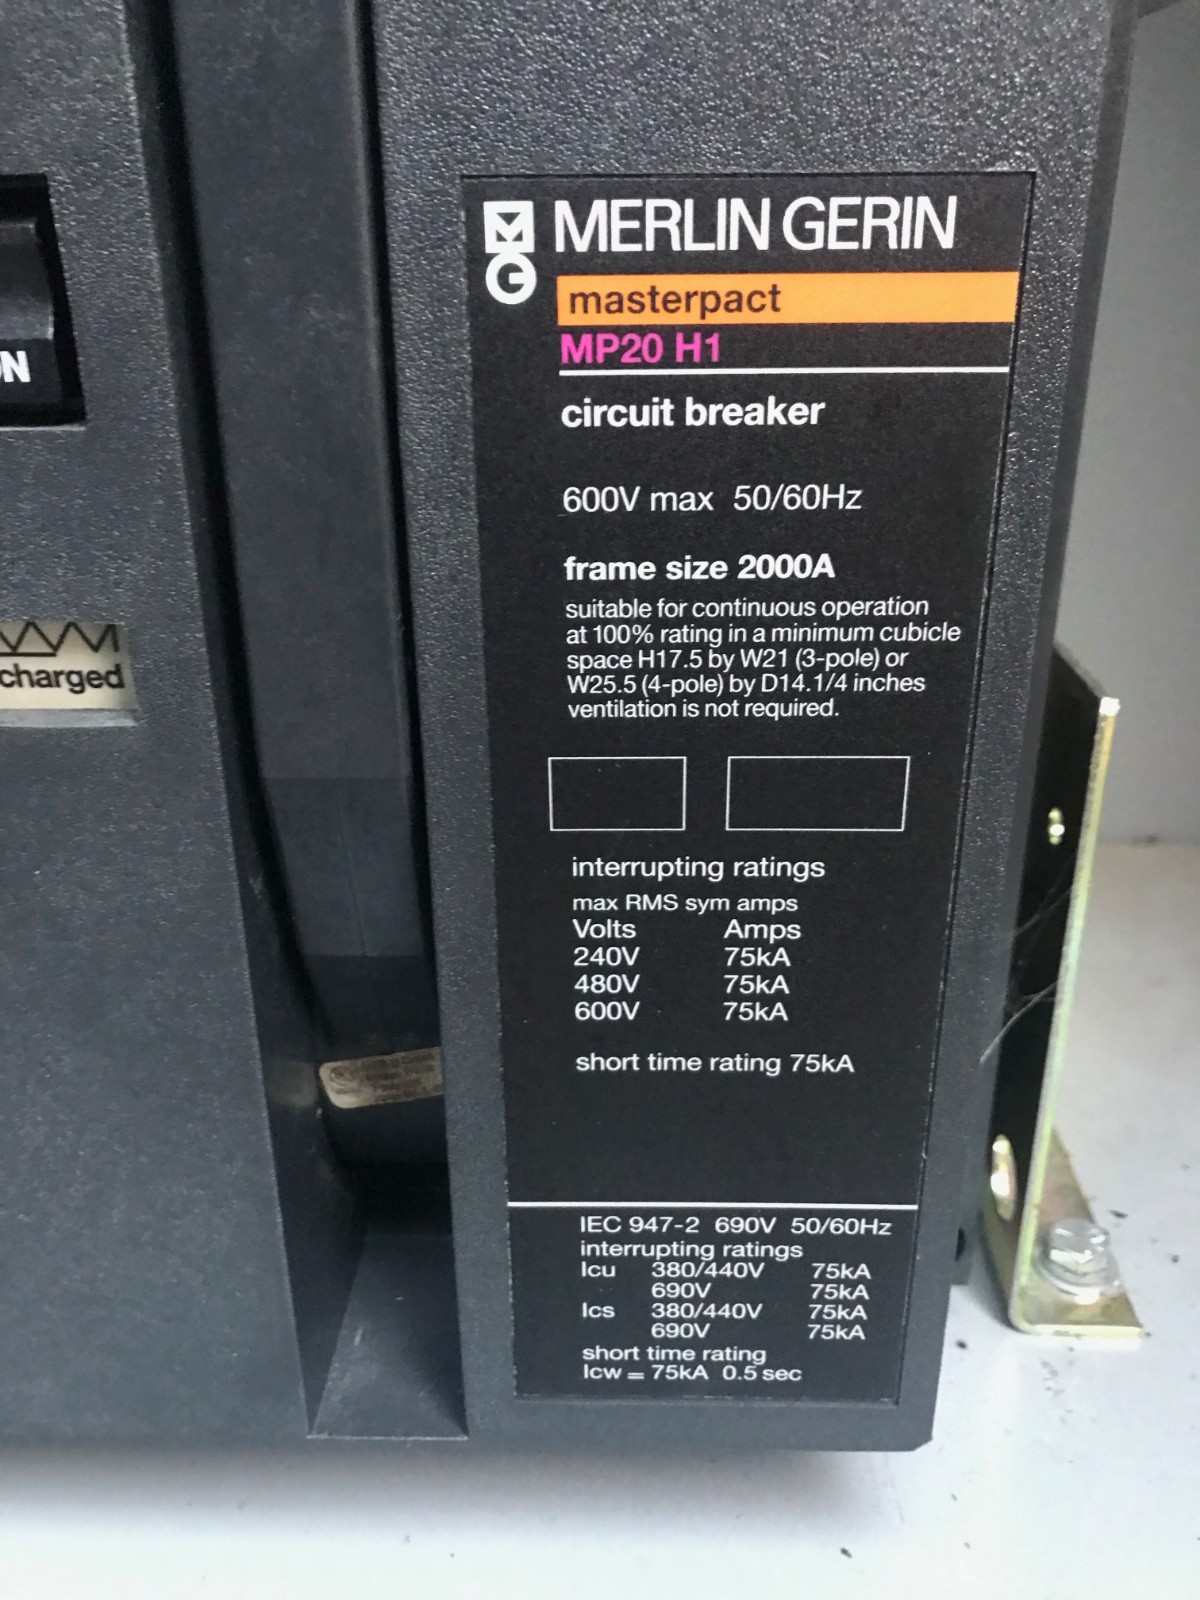 MERLIN GERIN
masterpact
MP20 H1
circuit breaker
600V max 50/60Hz
frame size 2000A
suitable for continuous operation
at 100% rating in a minimum cubicle
space H17.5 by W21 (3-pole) or
W25.5 (4-pole) by D14.1/4 inches
ventilation is not required.
interrupting ratings
max RMS sym amps
Volts Amps
240V 75kA
480V 75kA
600V 75kA
short time rating 75kA
IEC 947-2 690V 50/60Hz
interrupting ratings
Icu 380/440V 75kA
690V 75kA
Ics 380/440V 75kA
690V 75kA
short time rating
Icw = 75kA 0.5 sec
charged